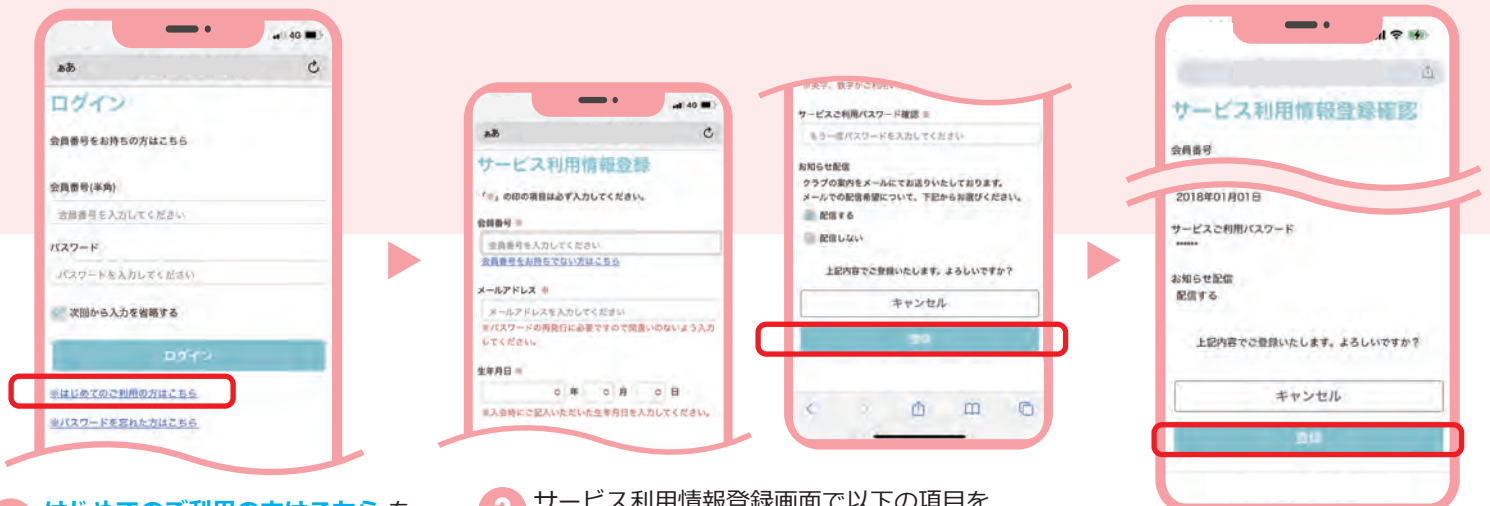 4G
ぁあ
ログイン
会員番号をお持ちの方はこちら
会員番号(半角)
会員番号を入力してください
パスワード
パスワードを入力してください
次回から入力を省略する
ログイン
※はじめてのご利用の方はこちら
※パスワードを忘れた方はこちら
はじめてのご利用の方はこちら を
4G
ぁあ
サービス利用情報登録
「※」の印の項目は必ず入力してください。
会員番号 ※
会員番号を入力してください
会員番号をお持ちでない方はこちら
メールアドレス ※
メールアドレスを入力してください
※パスワードの再発行に必要ですので間違いのないよう入力
してください。
生年月日 ※
年 月 日
※入会時にご記入いただいた生年月日を入力してください。
2 サービス利用情報登録画面で以下の項目を
サービスご利用パスワード確認 ※
もう一度パスワードを入力してください
お知らせ配信
クラブの案内をメールにてお送りいたしております。
メールでの配信希望について、下記からお選びください。
配信する
配信しない
上記内容でご登録いたします。よろしいですか？
キャンセル
登録
サービス利用情報登録確認
会員番号
2018年01月01日
サービスご利用パスワード
******
お知らせ配信
配信する
上記内容でご登録いたします。よろしいですか？
キャンセル
登録